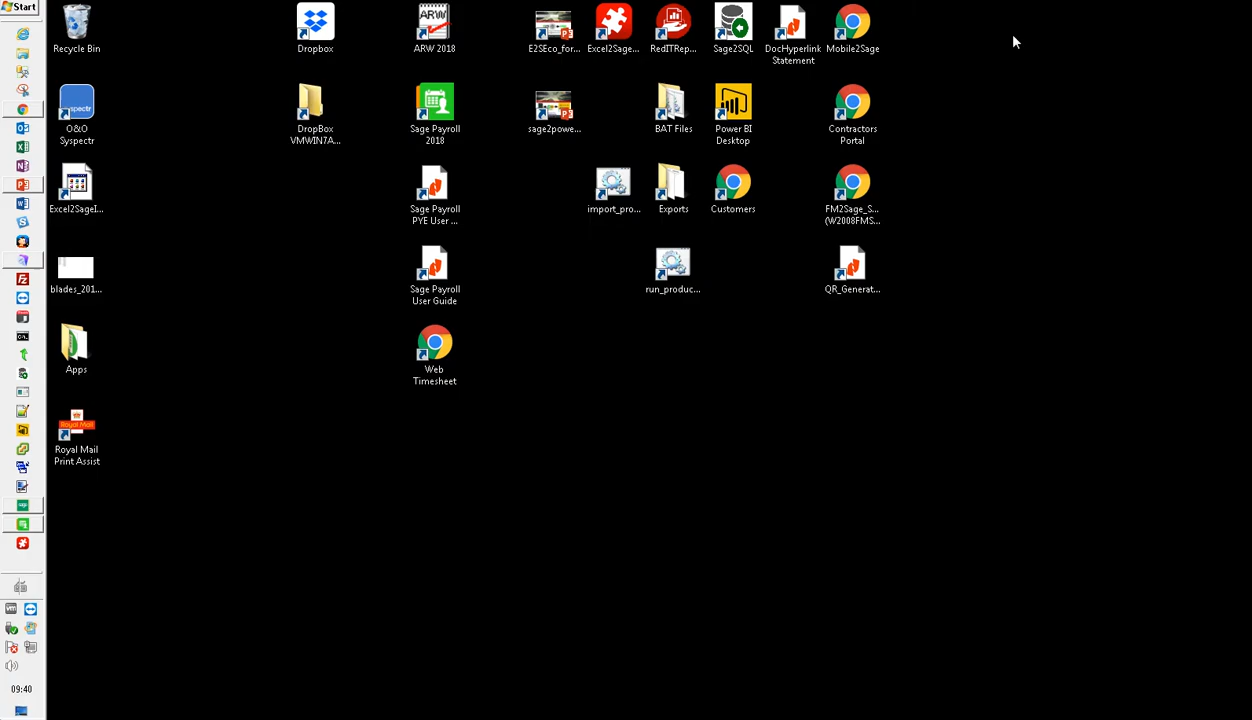 Start
Recycle Bin
Dropbox
ARW 2018
E2SEco_for...
Excel2Sage...
RedITRep...
Sage2SQL
DocHyperlink
Statement
Mobile2Sage
O&O
Syspectr
DropBox
VMWIN7A...
Sage Payroll
2018
sage2powe...
BAT Files
Power BI
Desktop
Contractors
Portal
Excel2SageI...
Sage Payroll
PYE User ...
import_pro...
Exports
Customers
FM2Sage_S...
(W2008FMS...
blades_201...
Sage Payroll
User Guide
run_produc...
QR_Generat...
Apps
Web
Timesheet
Royal Mail
Print Assist
09:40